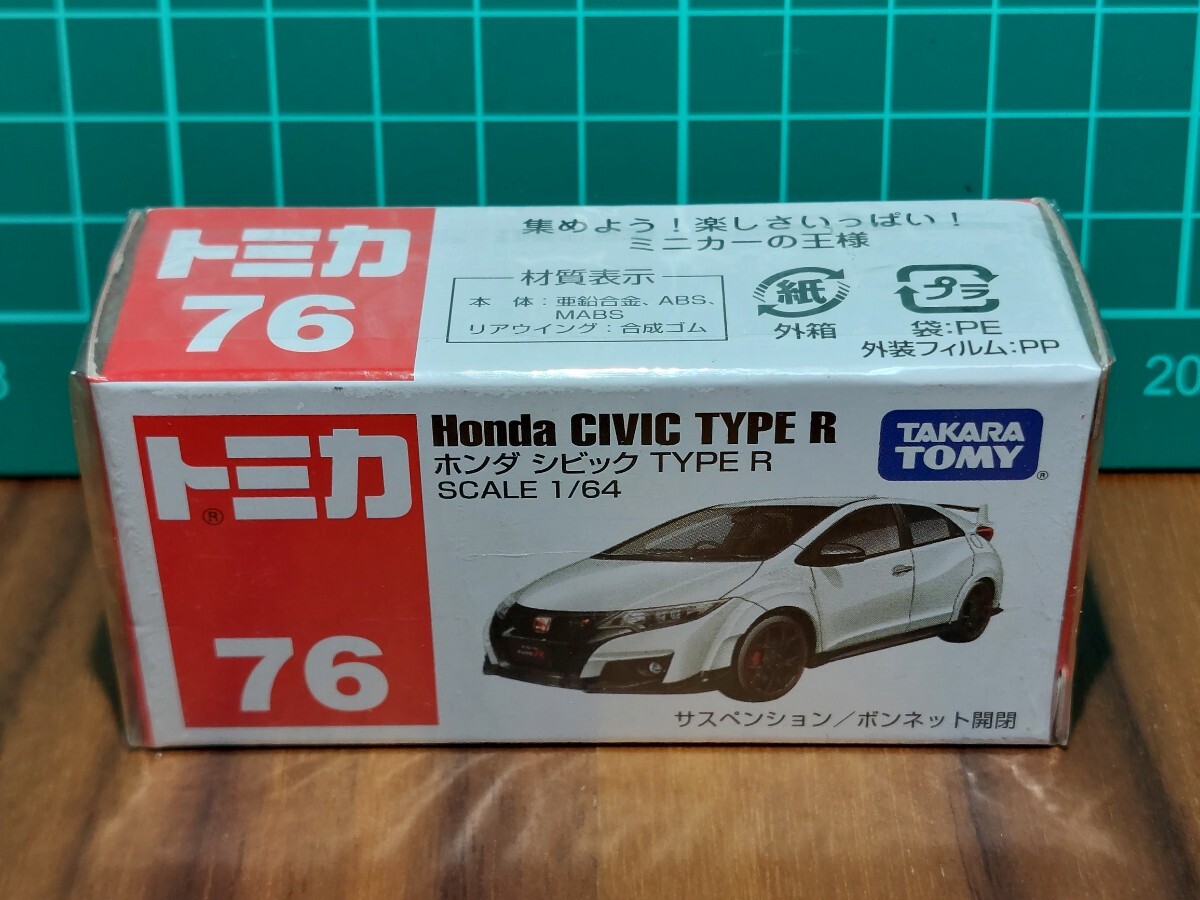 トミカ
76
集めよう！楽しさいっぱい！
ミニカーの王様
材質表示
本 体：亜鉛合金、ABS、
MABS
リアウイング：合成ゴム
紙
外箱
プラ
袋:PE
外装フィルム:PP
トミカ
®
76
Honda CIVIC TYPE R
ホンダ シビック TYPE R
SCALE 1/64
TAKARA
TOMY
®
サスペンション／ボンネット開閉
20